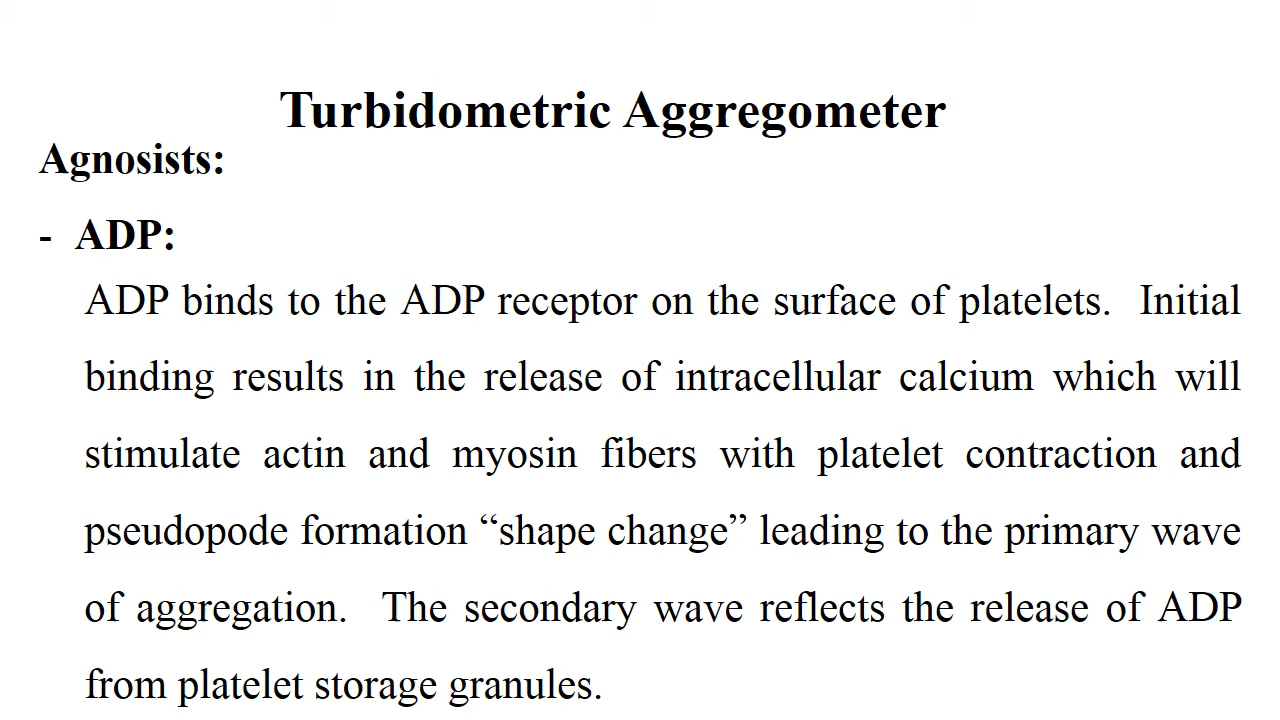 Turbidometric Aggregometer
Agnosists:
- ADP:
ADP binds to the ADP receptor on the surface of platelets. Initial
binding results in the release of intracellular calcium which will
stimulate actin and myosin fibers with platelet contraction and
pseudopode formation “shape change” leading to the primary wave
of aggregation. The secondary wave reflects the release of ADP
from platelet storage granules.